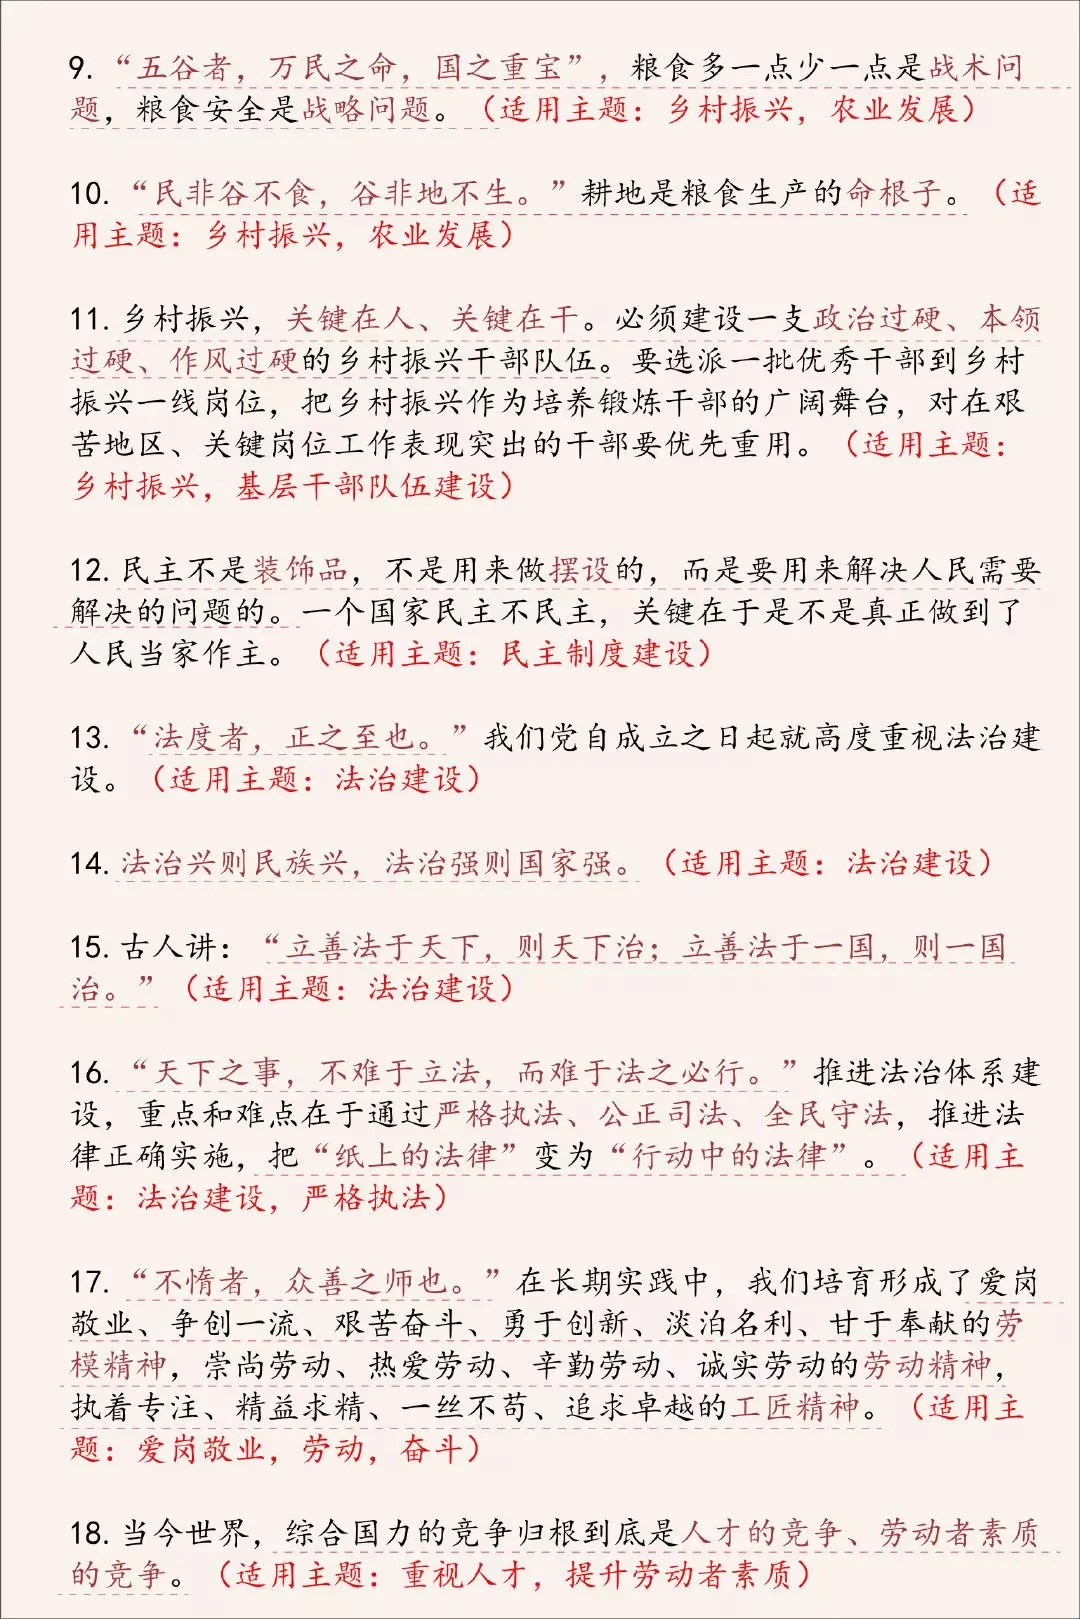 9.“五谷者，万民之命，国之重宝”，粮食多一点少一点是战术问
题，粮食安全是战略问题。（适用主题：乡村振兴，农业发展）
10.“民非谷不食，谷非地不生。”耕地是粮食生产的命根子。（适
用主题：乡村振兴，农业发展）
11.乡村振兴，关键在人、关键在干。必须建设一支政治过硬、本领
过硬、作风过硬的乡村振兴干部队伍。要选派一批优秀干部到乡村
振兴一线岗位，把乡村振兴作为培养锻炼干部的广阔舞台，对在艰
苦地区、关键岗位工作表现突出的干部要优先重用。（适用主题：
乡村振兴，基层干部队伍建设）
12.民主不是装饰品，不是用来做摆设的，而是要用来解决人民需要
解决的问题的。一个国家民主不民主，关键在于是不是真正做到了
人民当家作主。（适用主题：民主制度建设）
13.“法度者，正之至也。”我们党自成立之日起就高度重视法治建
设。（适用主题：法治建设）
14.法治兴则民族兴，法治强则国家强。（适用主题：法治建设）
15.古人讲：“立善法于天下，则天下治；立善法于一国，则一国
治。”（适用主题：法治建设）
16.“天下之事，不难于立法，而难于法之必行。”推进法治体系建
设，重点和难点在于通过严格执法、公正司法、全民守法，推进法
律正确实施，把“纸上的法律”变为“行动中的法律”。（适用主
题：法治建设，严格执法）
17.“不惰者，众善之师也。”在长期实践中，我们培育形成了爱岗
敬业、争创一流、艰苦奋斗、勇于创新、淡泊名利、甘于奉献的劳
模精神，崇尚劳动、热爱劳动、辛勤劳动、诚实劳动的劳动精神，
执着专注、精益求精、一丝不苟、追求卓越的工匠精神。（适用主
题：爱岗敬业，劳动，奋斗）
18.当今世界，综合国力的竞争归根到底是人才的竞争、劳动者素质
的竞争。（适用主题：重视人才，提升劳动者素质）